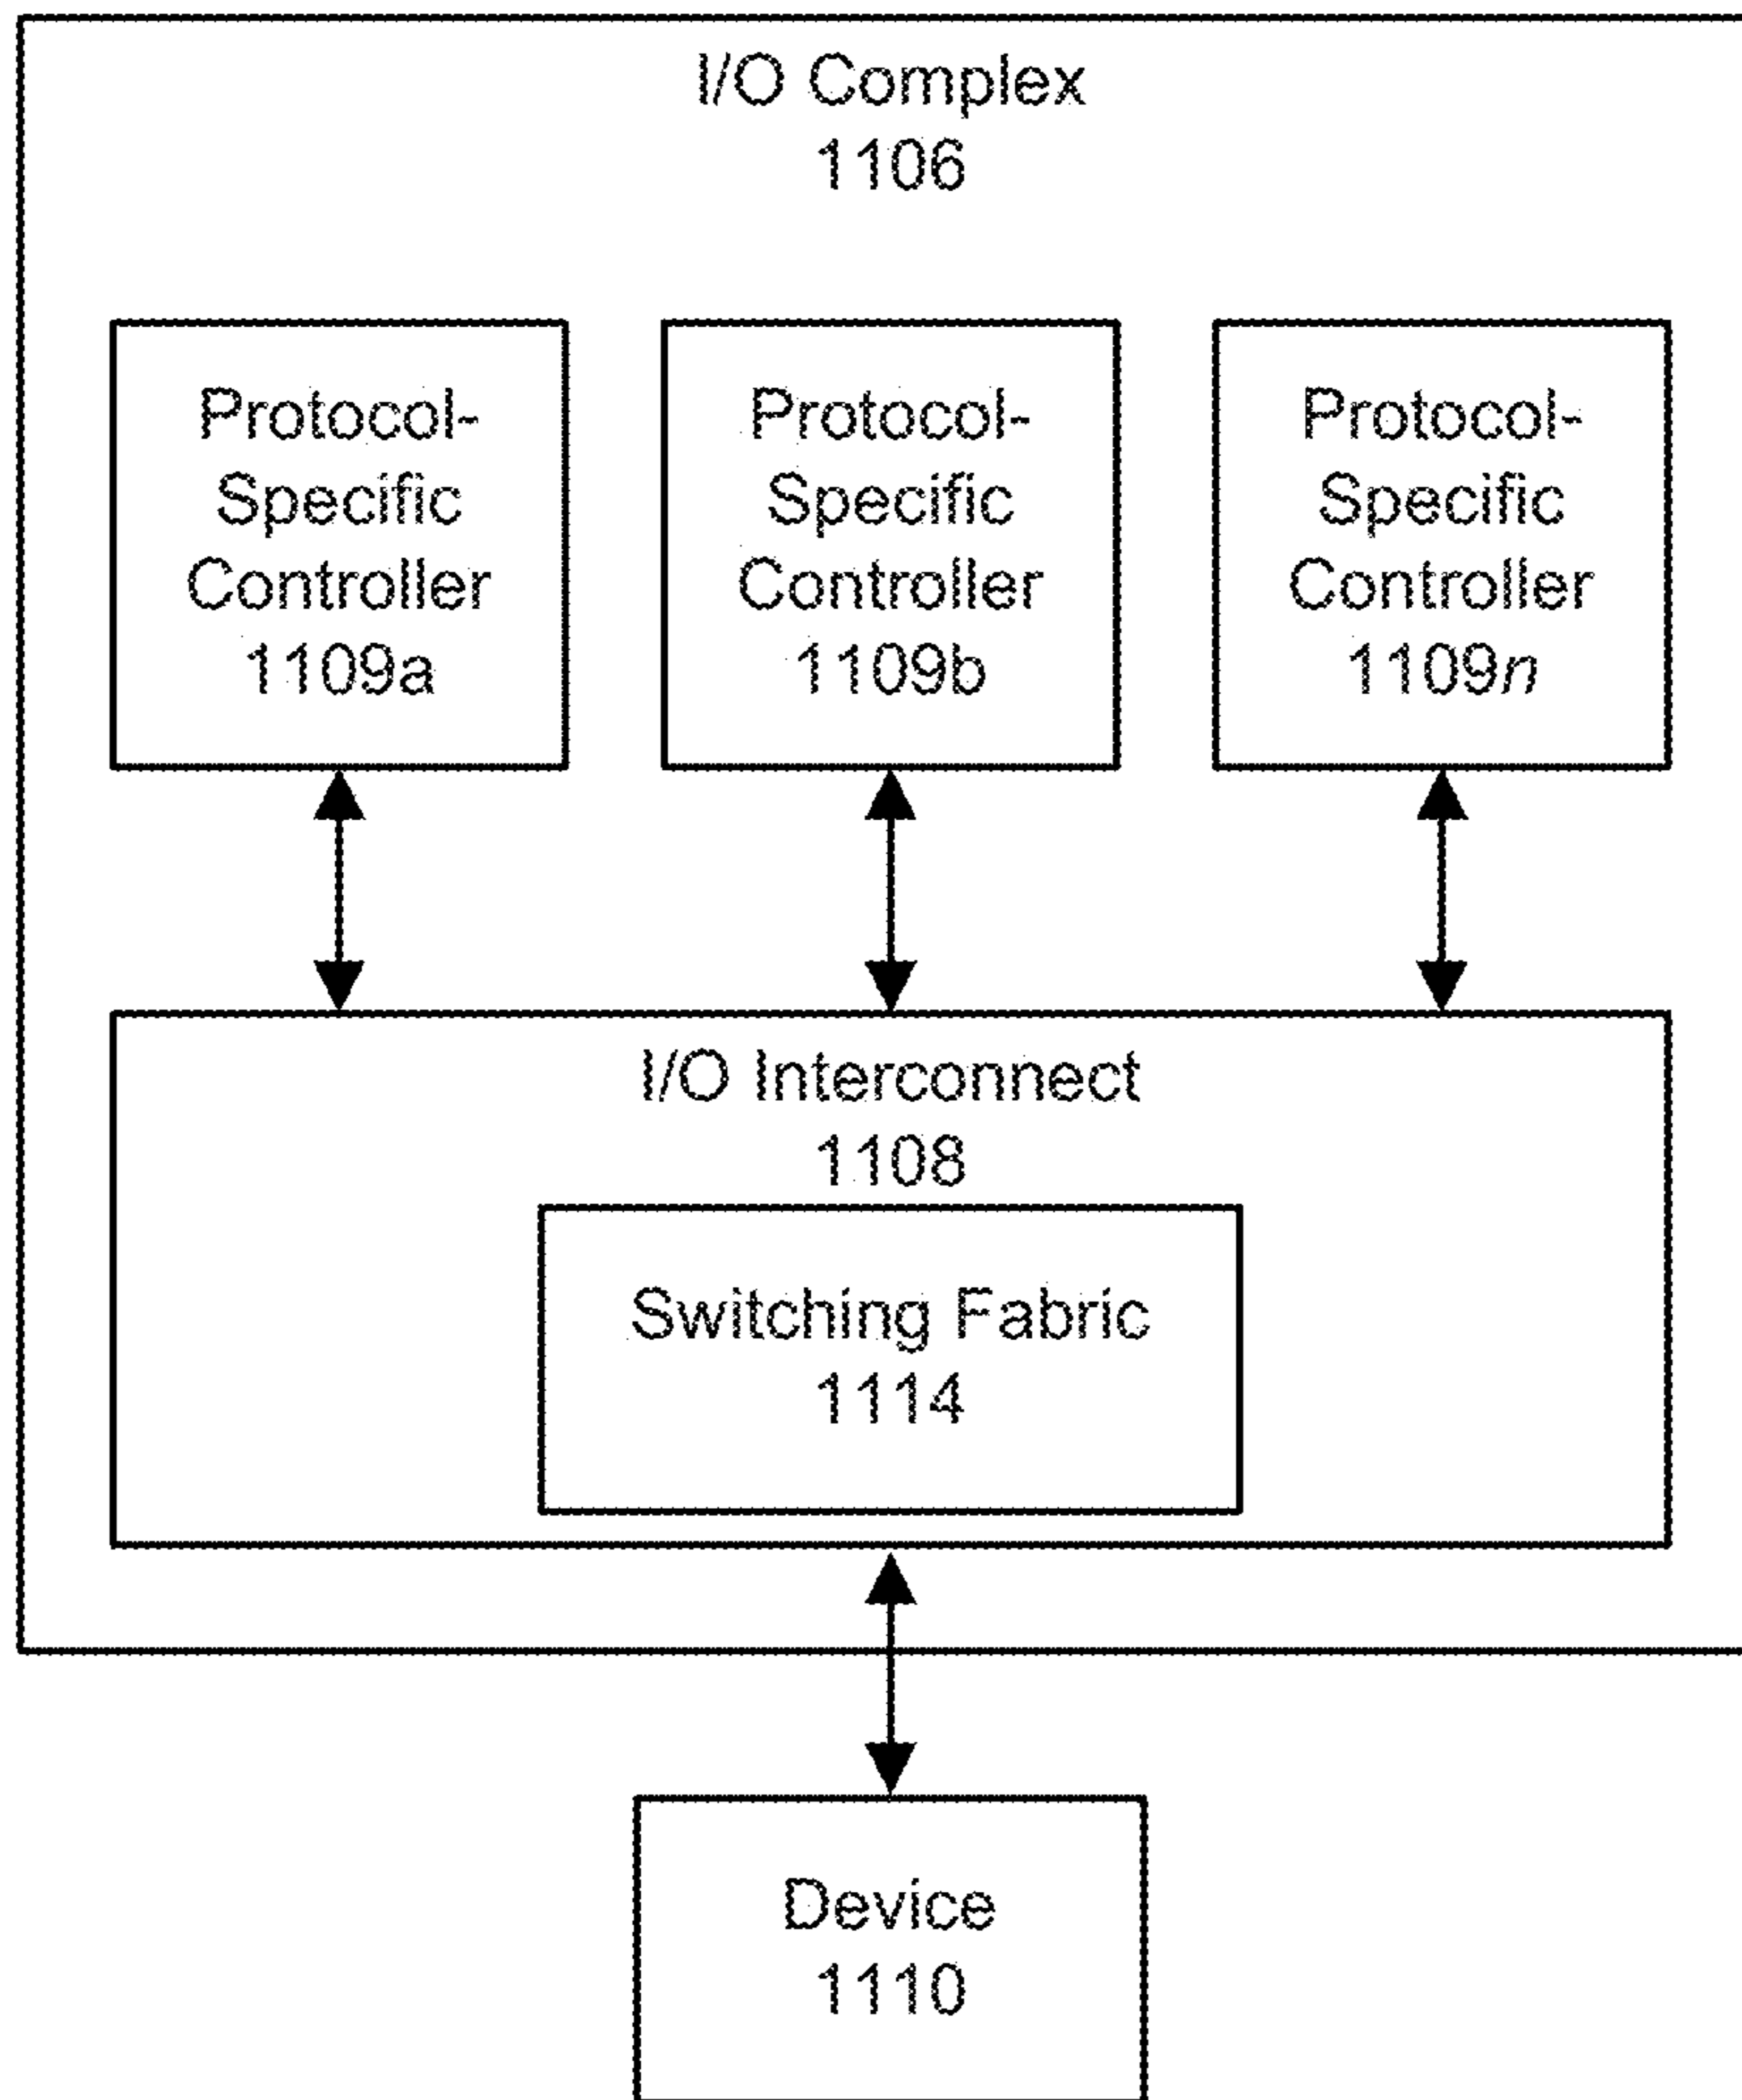 I/O Complex
1106
Protocol-
Specific
Controller
1109a
Protocol-
Specific
Controller
1109b
Protocol-
Specific
Controller
1109n
I/O Interconnect
1108
Switching Fabric
1114
Device
1110